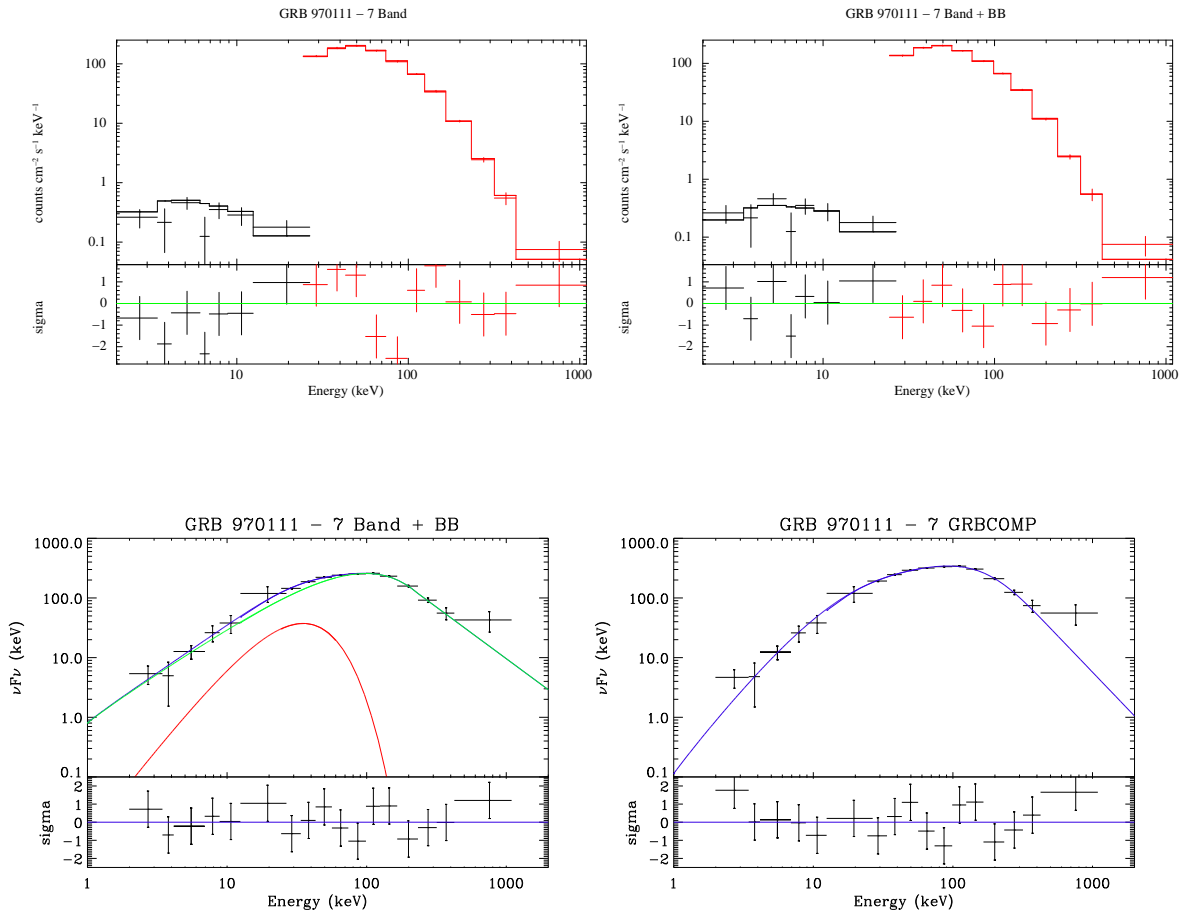 GRB 970111 − 7 Band
counts cm⁻² s⁻¹ keV⁻¹
100
10
1
0.1
sigma
1
0
−1
−2
10 100 1000
Energy (keV)
GRB 970111 − 7 Band + BB
counts cm⁻² s⁻¹ keV⁻¹
100
10
1
0.1
sigma
1
0
−1
−2
10 100 1000
Energy (keV)
GRB 970111 − 7 Band + BB
νFν (keV)
1000.0
100.0
10.0
1.0
0.1
sigma
2
1
0
−1
−2
1 10 100 1000
Energy (keV)
GRB 970111 − 7 GRBCOMP
νFν (keV)
1000.0
100.0
10.0
1.0
0.1
sigma
2
1
0
−1
−2
1 10 100 1000
Energy (keV)